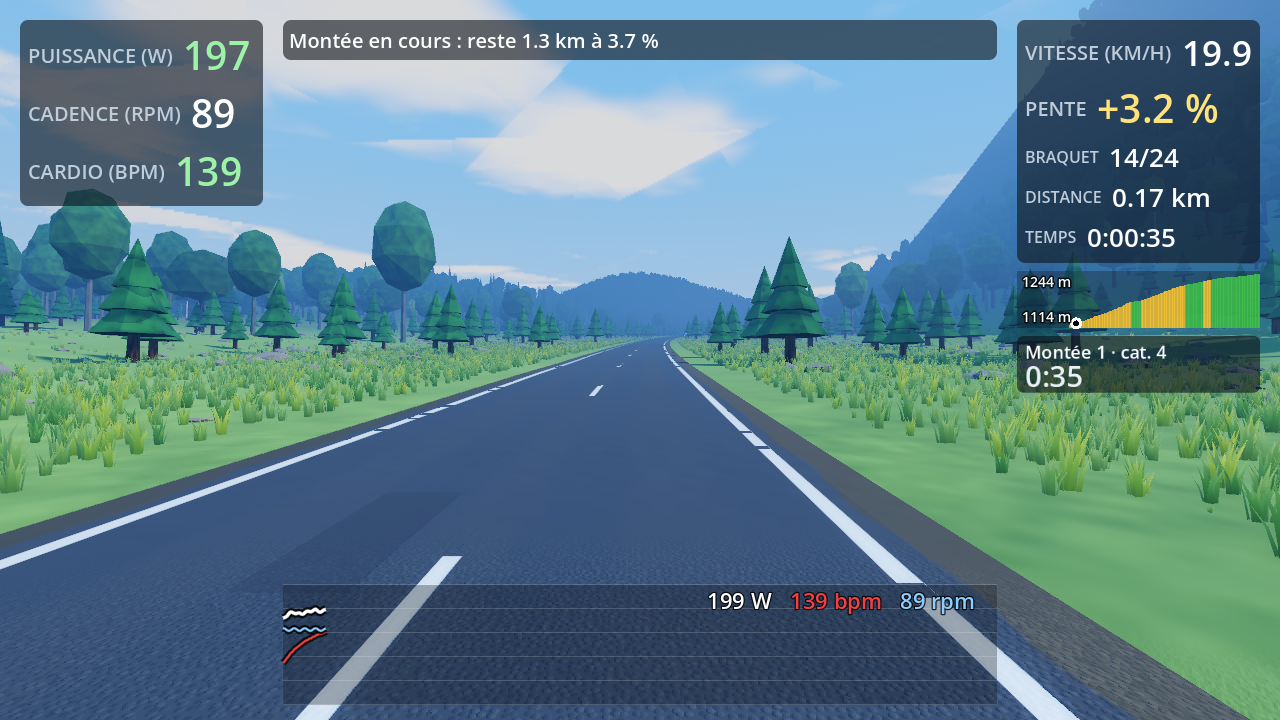 PUISSANCE (W) 197
CADENCE (RPM) 89
CARDIO (BPM) 139
Montée en cours : reste 1.3 km à 3.7 %
VITESSE (KM/H) 19.9
PENTE +3.2 %
BRAQUET 14/24
DISTANCE 0.17 km
TEMPS 0:00:35
1244 m
1114 m
Montée 1 · cat. 4
0:35
199 W 139 bpm 89 rpm